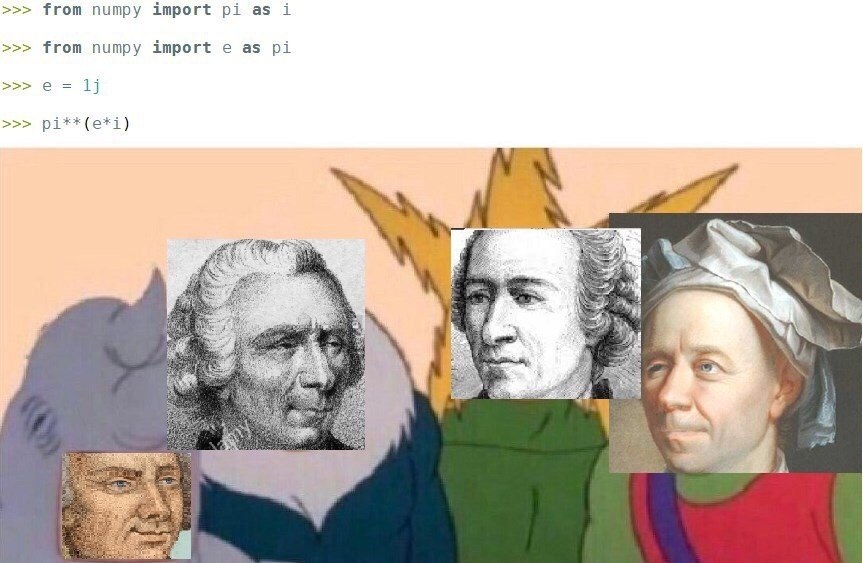 >>> from numpy import pi as i
>>> from numpy import e as pi
>>> e = 1j
>>> pi**(e*i)